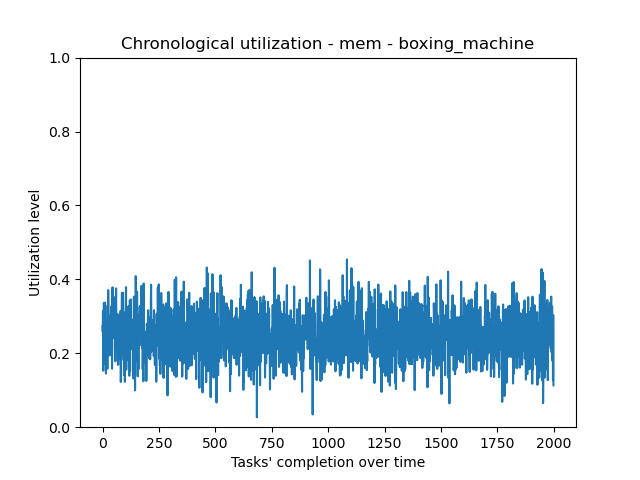 Chronological utilization - mem - boxing_machine
1.0
0.8
0.6
0.4
0.2
0.0
Utilization level
0 250 500 750 1000 1250 1500 1750 2000
Tasks' completion over time